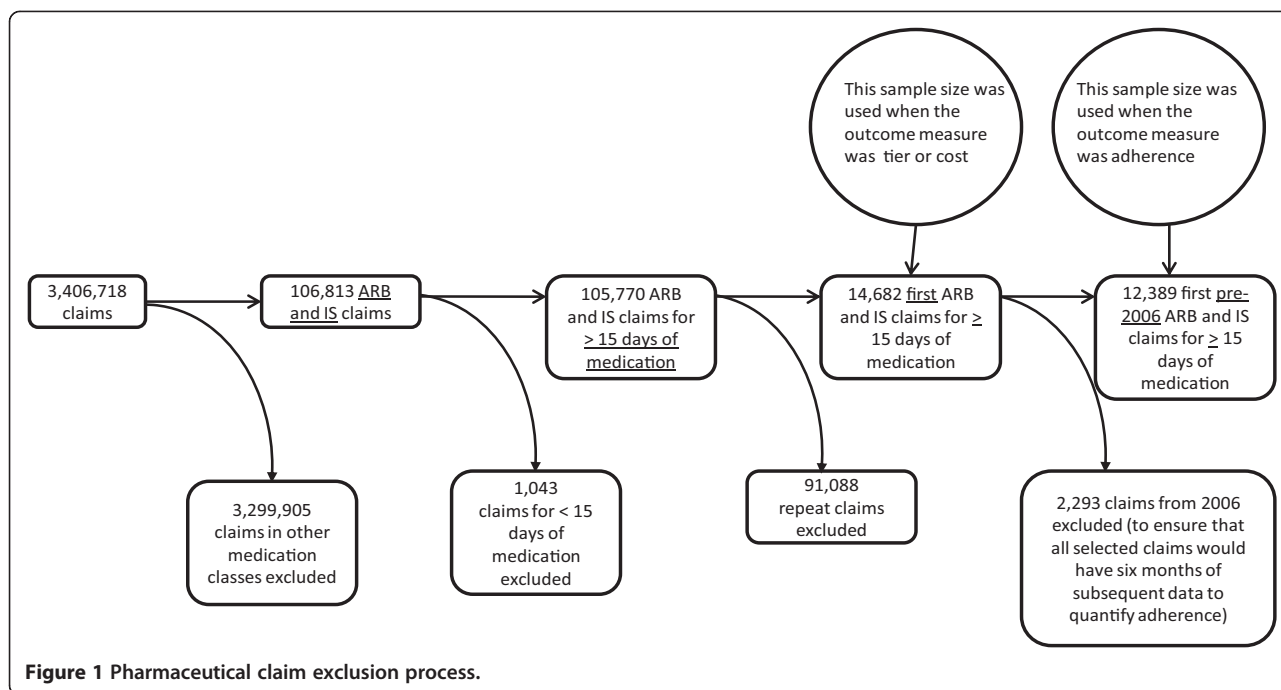 This sample size was
used when the
outcome measure
was tier or cost
This sample size was
used when the
outcome measure
was adherence
3,406,718
claims
106,813 ARB
and IS claims
105,770 ARB
and IS claims for
≥ 15 days of
medication
14,682 first ARB
and IS claims for ≥
15 days of
medication
12,389 first pre-
2006 ARB and IS
claims for ≥ 15
days of
medication
3,299,905
claims in other
medication
classes excluded
1,043
claims for < 15
days of
medication
excluded
91,088
repeat claims
excluded
2,293 claims from 2006
excluded (to ensure that
all selected claims would
have six months of
subsequent data to
quantify adherence)
Figure 1 Pharmaceutical claim exclusion process.